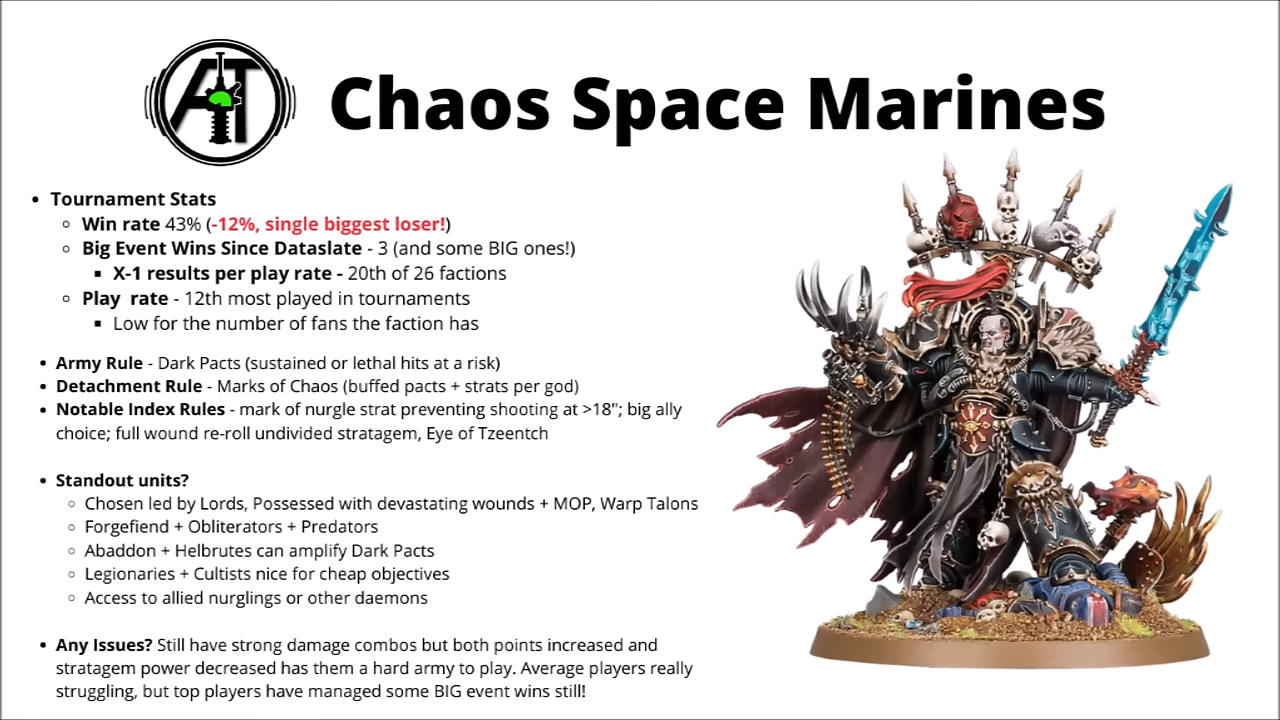 AT
Chaos Space Marines
• Tournament Stats
○ Win rate 43% (-12%, single biggest loser!)
○ Big Event Wins Since Dataslate - 3 (and some BIG ones!)
▪ X-1 results per play rate - 20th of 26 factions
○ Play rate - 12th most played in tournaments
▪ Low for the number of fans the faction has
• Army Rule - Dark Pacts (sustained or lethal hits at a risk)
• Detachment Rule - Marks of Chaos (buffed pacts + strats per god)
• Notable Index Rules - mark of nurgle strat preventing shooting at >18"; big ally
choice; full wound re-roll undivided stratagem, Eye of Tzeentch
• Standout units?
○ Chosen led by Lords, Possessed with devastating wounds + MOP, Warp Talons
○ Forgefiend + Obliterators + Predators
○ Abaddon + Helbrutes can amplify Dark Pacts
○ Legionaries + Cultists nice for cheap objectives
○ Access to allied nurglings or other daemons
• Any Issues? Still have strong damage combos but both points increased and
stratagem power decreased has them a hard army to play. Average players really
struggling, but top players have managed some BIG event wins still!